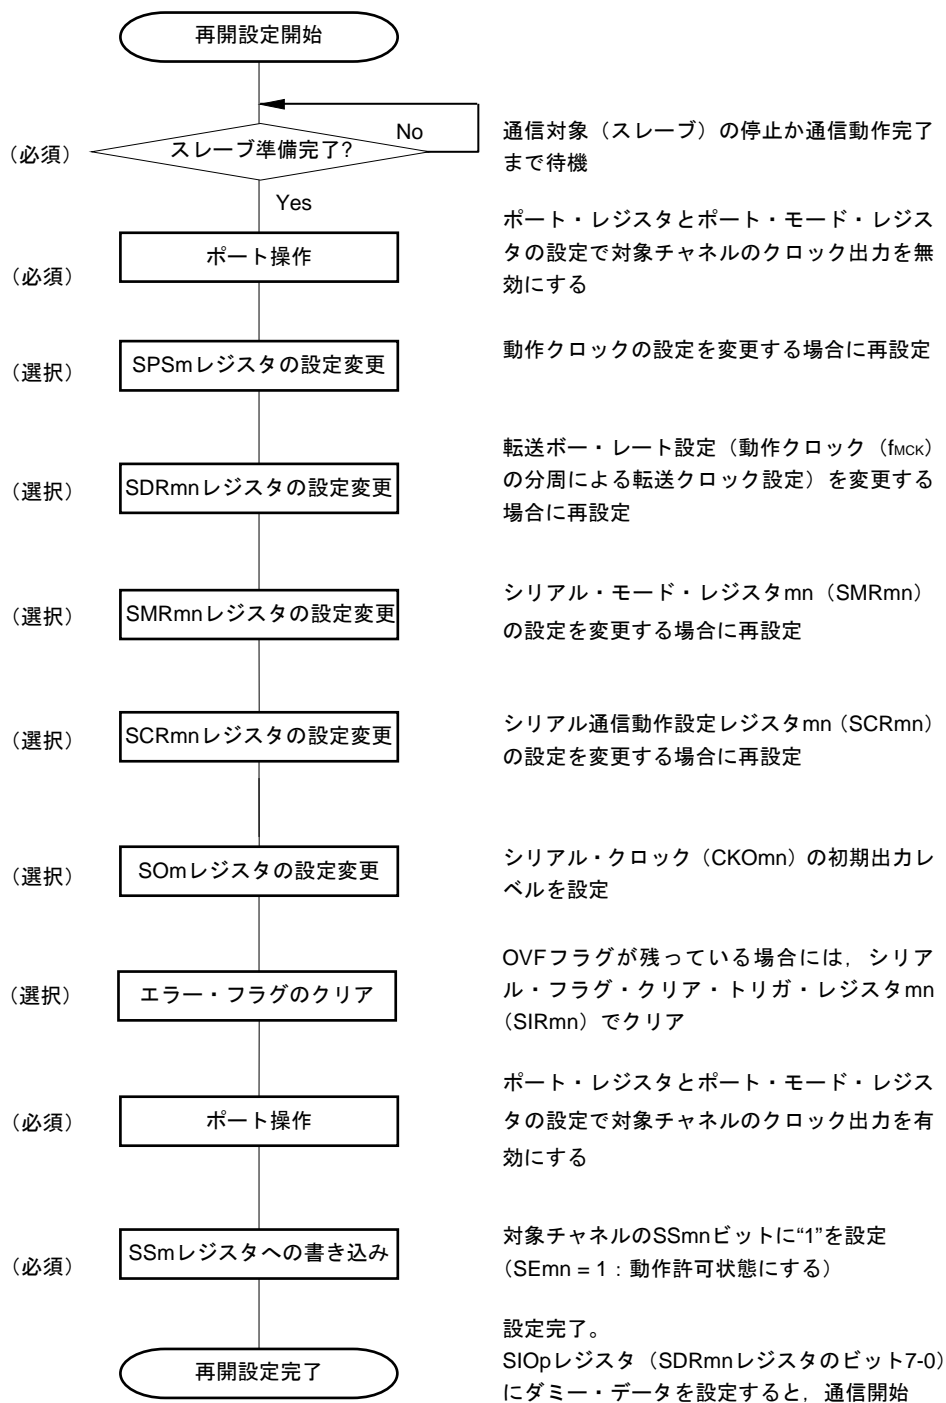 再開設定開始
No
（必須）
スレーブ準備完了?
通信対象（スレーブ）の停止か通信動作完了
まで待機
Yes
（必須）
ポート操作
ポート・レジスタとポート・モード・レジス
タの設定で対象チャネルのクロック出力を無
効にする
（選択）
SPSmレジスタの設定変更
動作クロックの設定を変更する場合に再設定
（選択）
SDRmnレジスタの設定変更
転送ボー・レート設定（動作クロック（fMCK）
の分周による転送クロック設定）を変更する
場合に再設定
（選択）
SMRmnレジスタの設定変更
シリアル・モード・レジスタmn（SMRmn）
の設定を変更する場合に再設定
（選択）
SCRmnレジスタの設定変更
シリアル通信動作設定レジスタmn（SCRmn）
の設定を変更する場合に再設定
（選択）
SOmレジスタの設定変更
シリアル・クロック（CKOmn）の初期出力レ
ベルを設定
（選択）
エラー・フラグのクリア
OVFフラグが残っている場合には，シリア
ル・フラグ・クリア・トリガ・レジスタmn
（SIRmn）でクリア
（必須）
ポート操作
ポート・レジスタとポート・モード・レジス
タの設定で対象チャネルのクロック出力を有
効にする
（必須）
SSmレジスタへの書き込み
対象チャネルのSSmnビットに“1”を設定
（SEmn = 1：動作許可状態にする）
再開設定完了
設定完了。
SIOpレジスタ（SDRmnレジスタのビット7-0）
にダミー・データを設定すると，通信開始